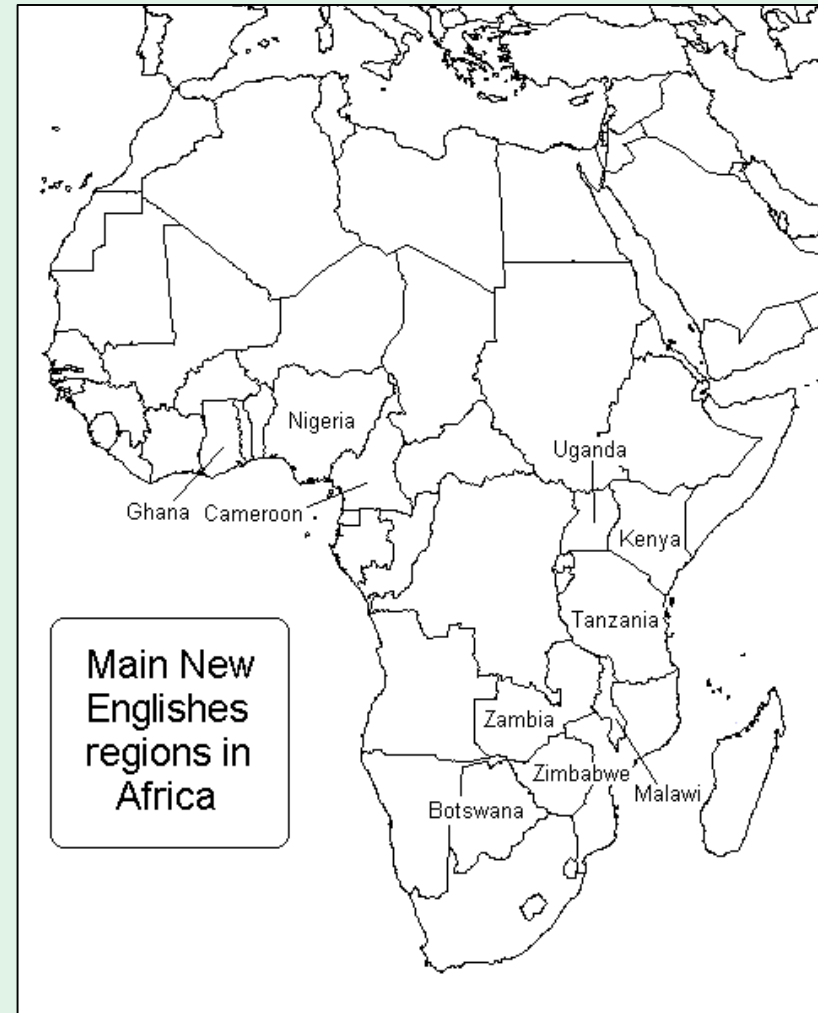 Nigeria
Uganda
Ghana
Cameroon
Kenya
Tanzania
Main New
Englishes
regions in
Africa
Zambia
Zimbabwe
Malawi
Botswana